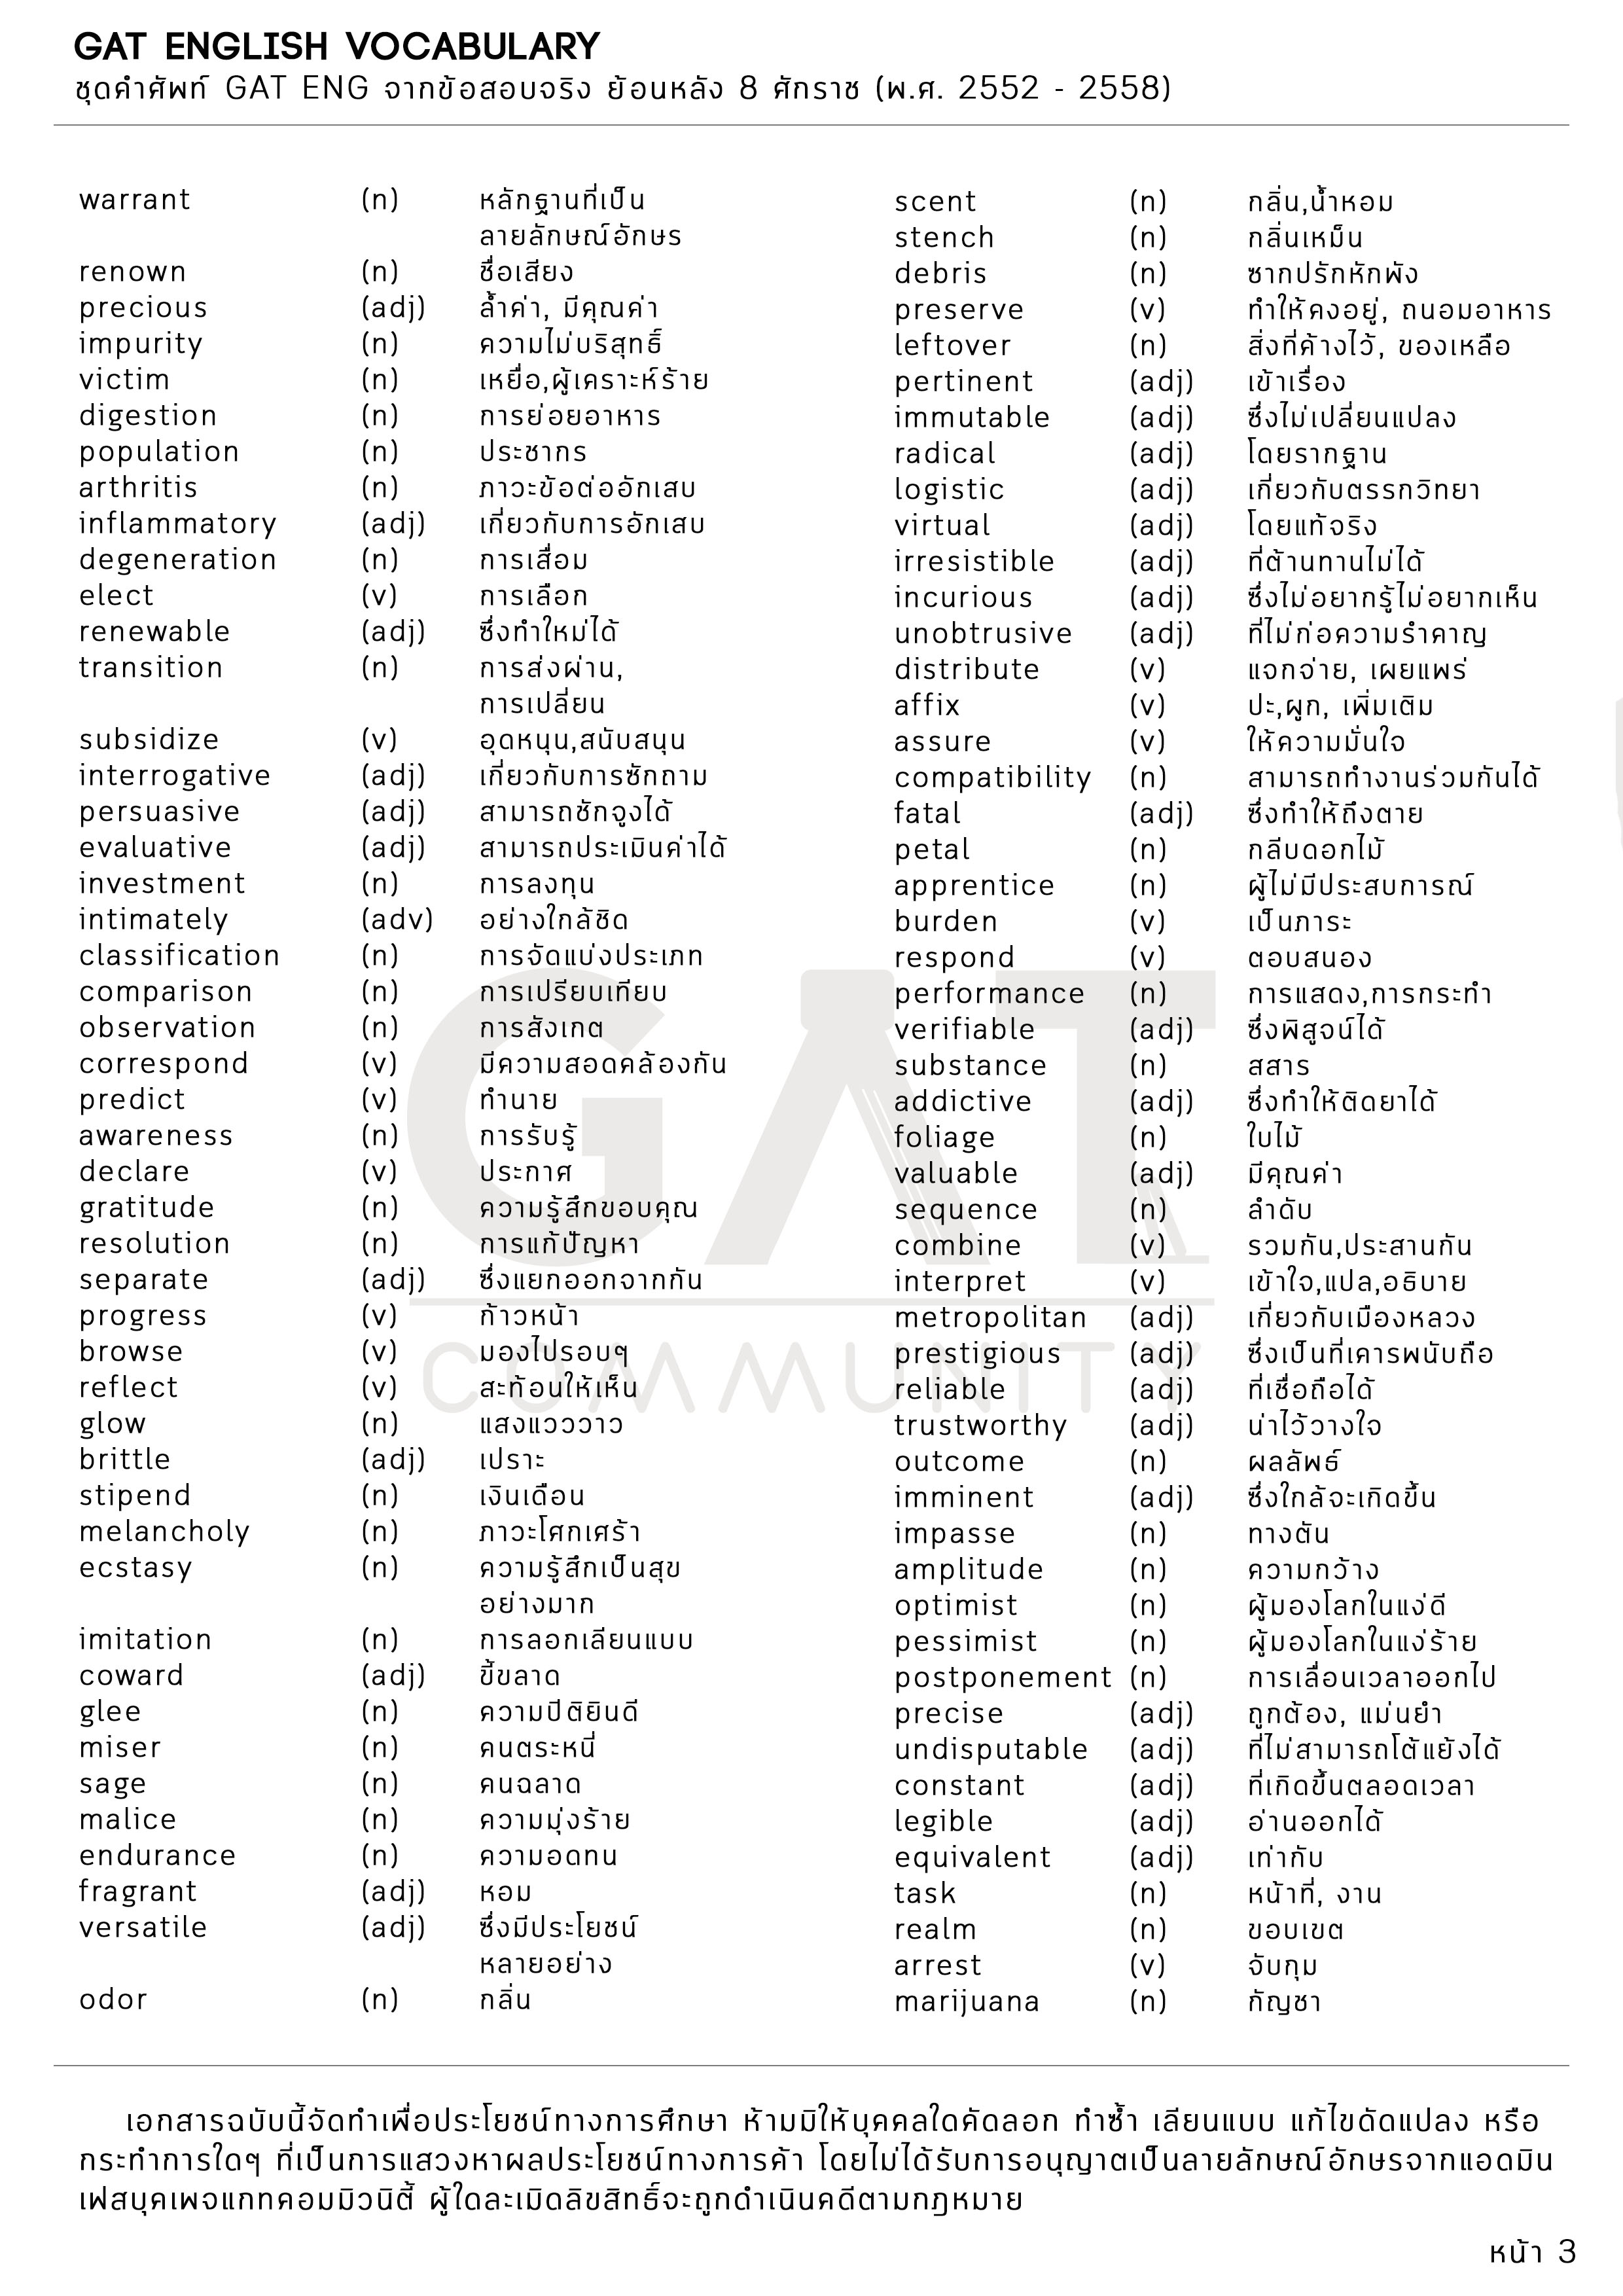 GAT ENGLISH VOCABULARY
ชุดคำศัพท์ GAT ENG จากข้อสอบจริง ย้อนหลัง 8 ศักราช (พ.ศ. 2552 - 2558)
warrant (n) หลักฐานที่เป็น
ลายลักษณ์อักษร
renown (n) ชื่อเสียง
precious (adj) ล้ำค่า, มีคุณค่า
impurity (n) ความไม่บริสุทธิ์
victim (n) เหยื่อ,ผู้เคราะห์ร้าย
digestion (n) การย่อยอาหาร
population (n) ประชากร
arthritis (n) ภาวะข้อต่ออักเสบ
inflammatory (adj) เกี่ยวกับการอักเสบ
degeneration (n) การเสื่อม
elect (v) การเลือก
renewable (adj) ซึ่งทำใหม่ได้
transition (n) การส่งผ่าน,
การเปลี่ยน
subsidize (v) อุดหนุน,สนับสนุน
interrogative (adj) เกี่ยวกับการซักถาม
persuasive (adj) สามารถชักจูงได้
evaluative (adj) สามารถประเมินค่าได้
investment (n) การลงทุน
intimately (adv) อย่างใกล้ชิด
classification (n) การจัดแบ่งประเภท
comparison (n) การเปรียบเทียบ
observation (n) การสังเกต
correspond (v) มีความสอดคล้องกัน
predict (v) ทำนาย
awareness (n) การรับรู้
declare (v) ประกาศ
gratitude (n) ความรู้สึกขอบคุณ
resolution (n) การแก้ปัญหา
separate (adj) ซึ่งแยกออกจากกัน
progress (v) ก้าวหน้า
browse (v) มองไปรอบๆ
reflect (v) สะท้อนให้เห็น
glow (n) แสงแวววาว
brittle (adj) เปราะ
stipend (n) เงินเดือน
melancholy (n) ภาวะโศกเศร้า
ecstasy (n) ความรู้สึกเป็นสุข
อย่างมาก
imitation (n) การลอกเลียนแบบ
coward (adj) ขี้ขลาด
glee (n) ความปิติยินดี
miser (n) คนตระหนี่
sage (n) คนฉลาด
malice (n) ความมุ่งร้าย
endurance (n) ความอดทน
fragrant (adj) หอม
versatile (adj) ซึ่งมีประโยชน์
หลายอย่าง
odor (n) กลิ่น
scent (n) กลิ่น,น้ำหอม
stench (n) กลิ่นเหม็น
debris (n) ซากปรักหักพัง
preserve (v) ทำให้คงอยู่, ถนอมอาหาร
leftover (n) สิ่งที่ค้างไว้, ของเหลือ
pertinent (adj) เข้าเรื่อง
immutable (adj) ซึ่งไม่เปลี่ยนแปลง
radical (adj) โดยรากฐาน
logistic (adj) เกี่ยวกับตรรกวิทยา
virtual (adj) โดยแท้จริง
irresistible (adj) ที่ต้านทานไม่ได้
incurious (adj) ซึ่งไม่อยากรู้ไม่อยากเห็น
unobtrusive (adj) ที่ไม่ก่อความรำคาญ
distribute (v) แจกจ่าย, เผยแพร่
affix (v) ปะ,ผูก, เพิ่มเติม
assure (v) ให้ความมั่นใจ
compatibility (n) สามารถทำงานร่วมกันได้
fatal (adj) ซึ่งทำให้ถึงตาย
petal (n) กลีบดอกไม้
apprentice (n) ผู้ไม่มีประสบการณ์
burden (v) เป็นภาระ
respond (v) ตอบสนอง
performance (n) การแสดง,การกระทำ
verifiable (adj) ซึ่งพิสูจน์ได้
substance (n) สสาร
addictive (adj) ซึ่งทำให้ติดยาได้
foliage (n) ใบไม้
valuable (adj) มีคุณค่า
sequence (n) ลำดับ
combine (v) รวมกัน,ประสานกัน
interpret (v) เข้าใจ,แปล,อธิบาย
metropolitan (adj) เกี่ยวกับเมืองหลวง
prestigious (adj) ซึ่งเป็นที่เคารพนับถือ
reliable (adj) ที่เชื่อถือได้
trustworthy (adj) น่าไว้วางใจ
outcome (n) ผลลัพธ์
imminent (adj) ซึ่งใกล้จะเกิดขึ้น
impasse (n) ทางตัน
amplitude (n) ความกว้าง
optimist (n) ผู้มองโลกในแง่ดี
pessimist (n) ผู้มองโลกในแง่ร้าย
postponement (n) การเลื่อนเวลาออกไป
precise (adj) ถูกต้อง, แม่นยำ
undisputable (adj) ที่ไม่สามารถโต้แย้งได้
constant (adj) ที่เกิดขึ้นตลอดเวลา
legible (adj) อ่านออกได้
equivalent (adj) เท่ากับ
task (n) หน้าที่, งาน
realm (n) ขอบเขต
arrest (v) จับกุม
marijuana (n) กัญชา
GAT
COMMUNITY
เอกสารฉบับนี้จัดทำเพื่อประโยชน์ทางการศึกษา ห้ามมิให้บุคคลใดคัดลอก ทำซ้ำ เลียนแบบ แก้ไขดัดแปลง หรือ
กระทำการใดๆ ที่เป็นการแสวงหาผลประโยชน์ทางการค้า โดยไม่ได้รับการอนุญาตเป็นลายลักษณ์อักษรจากแอดมิน
เฟสบุคเพจแกทคอมมิวนิตี้ ผู้ใดละเมิดลิขสิทธิ์จะถูกดำเนินคดีตามกฎหมาย
หน้า 3